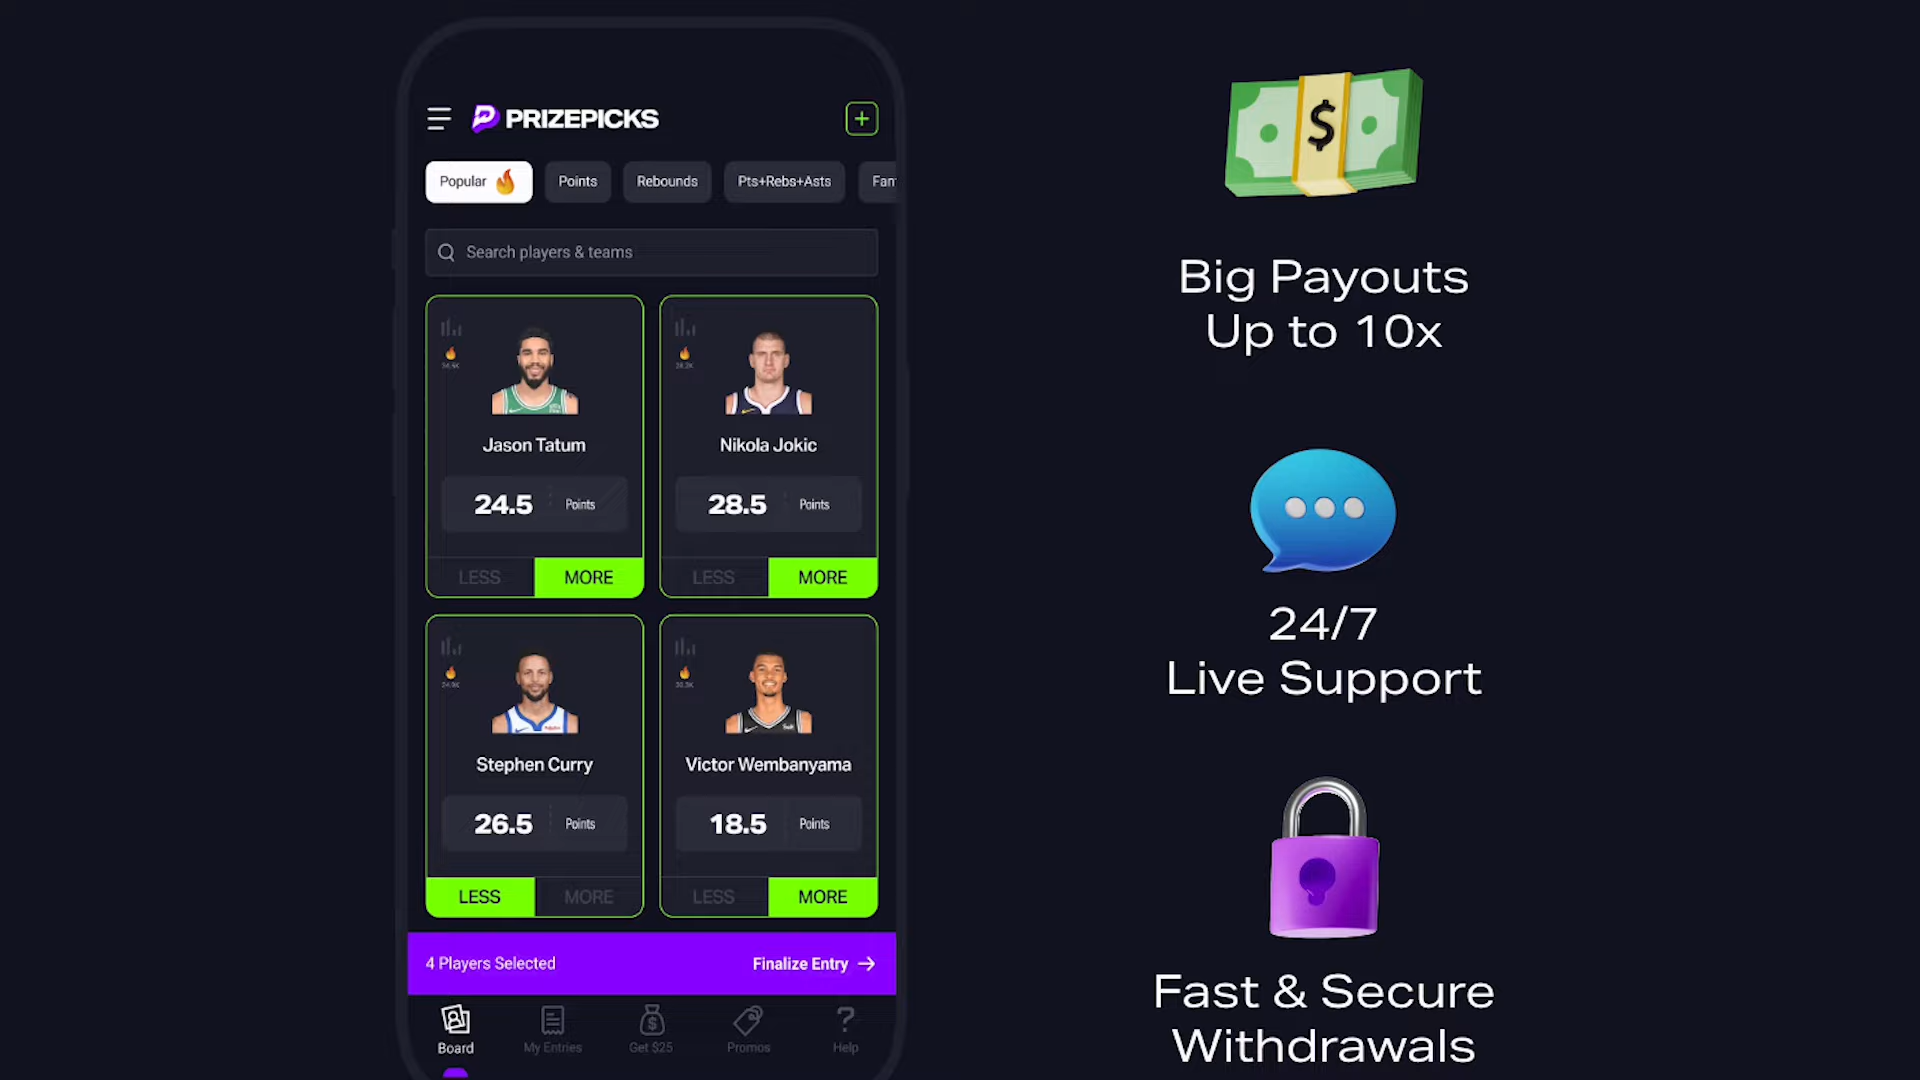 PRIZEPICKS
Popular
Points
Rebounds
Pts+Rebs+Asts
Fan
Search players & teams
Jason Tatum
24.5 Points
LESS MORE
Nikola Jokic
28.5 Points
LESS MORE
Stephen Curry
26.5 Points
LESS MORE
Victor Wembanyama
18.5 Points
LESS MORE
4 Players Selected
Finalize Entry
Board
My Entries
Get $25
Promos
Help
$
Big Payouts
Up to 10x
24/7
Live Support
Fast & Secure
Withdrawals